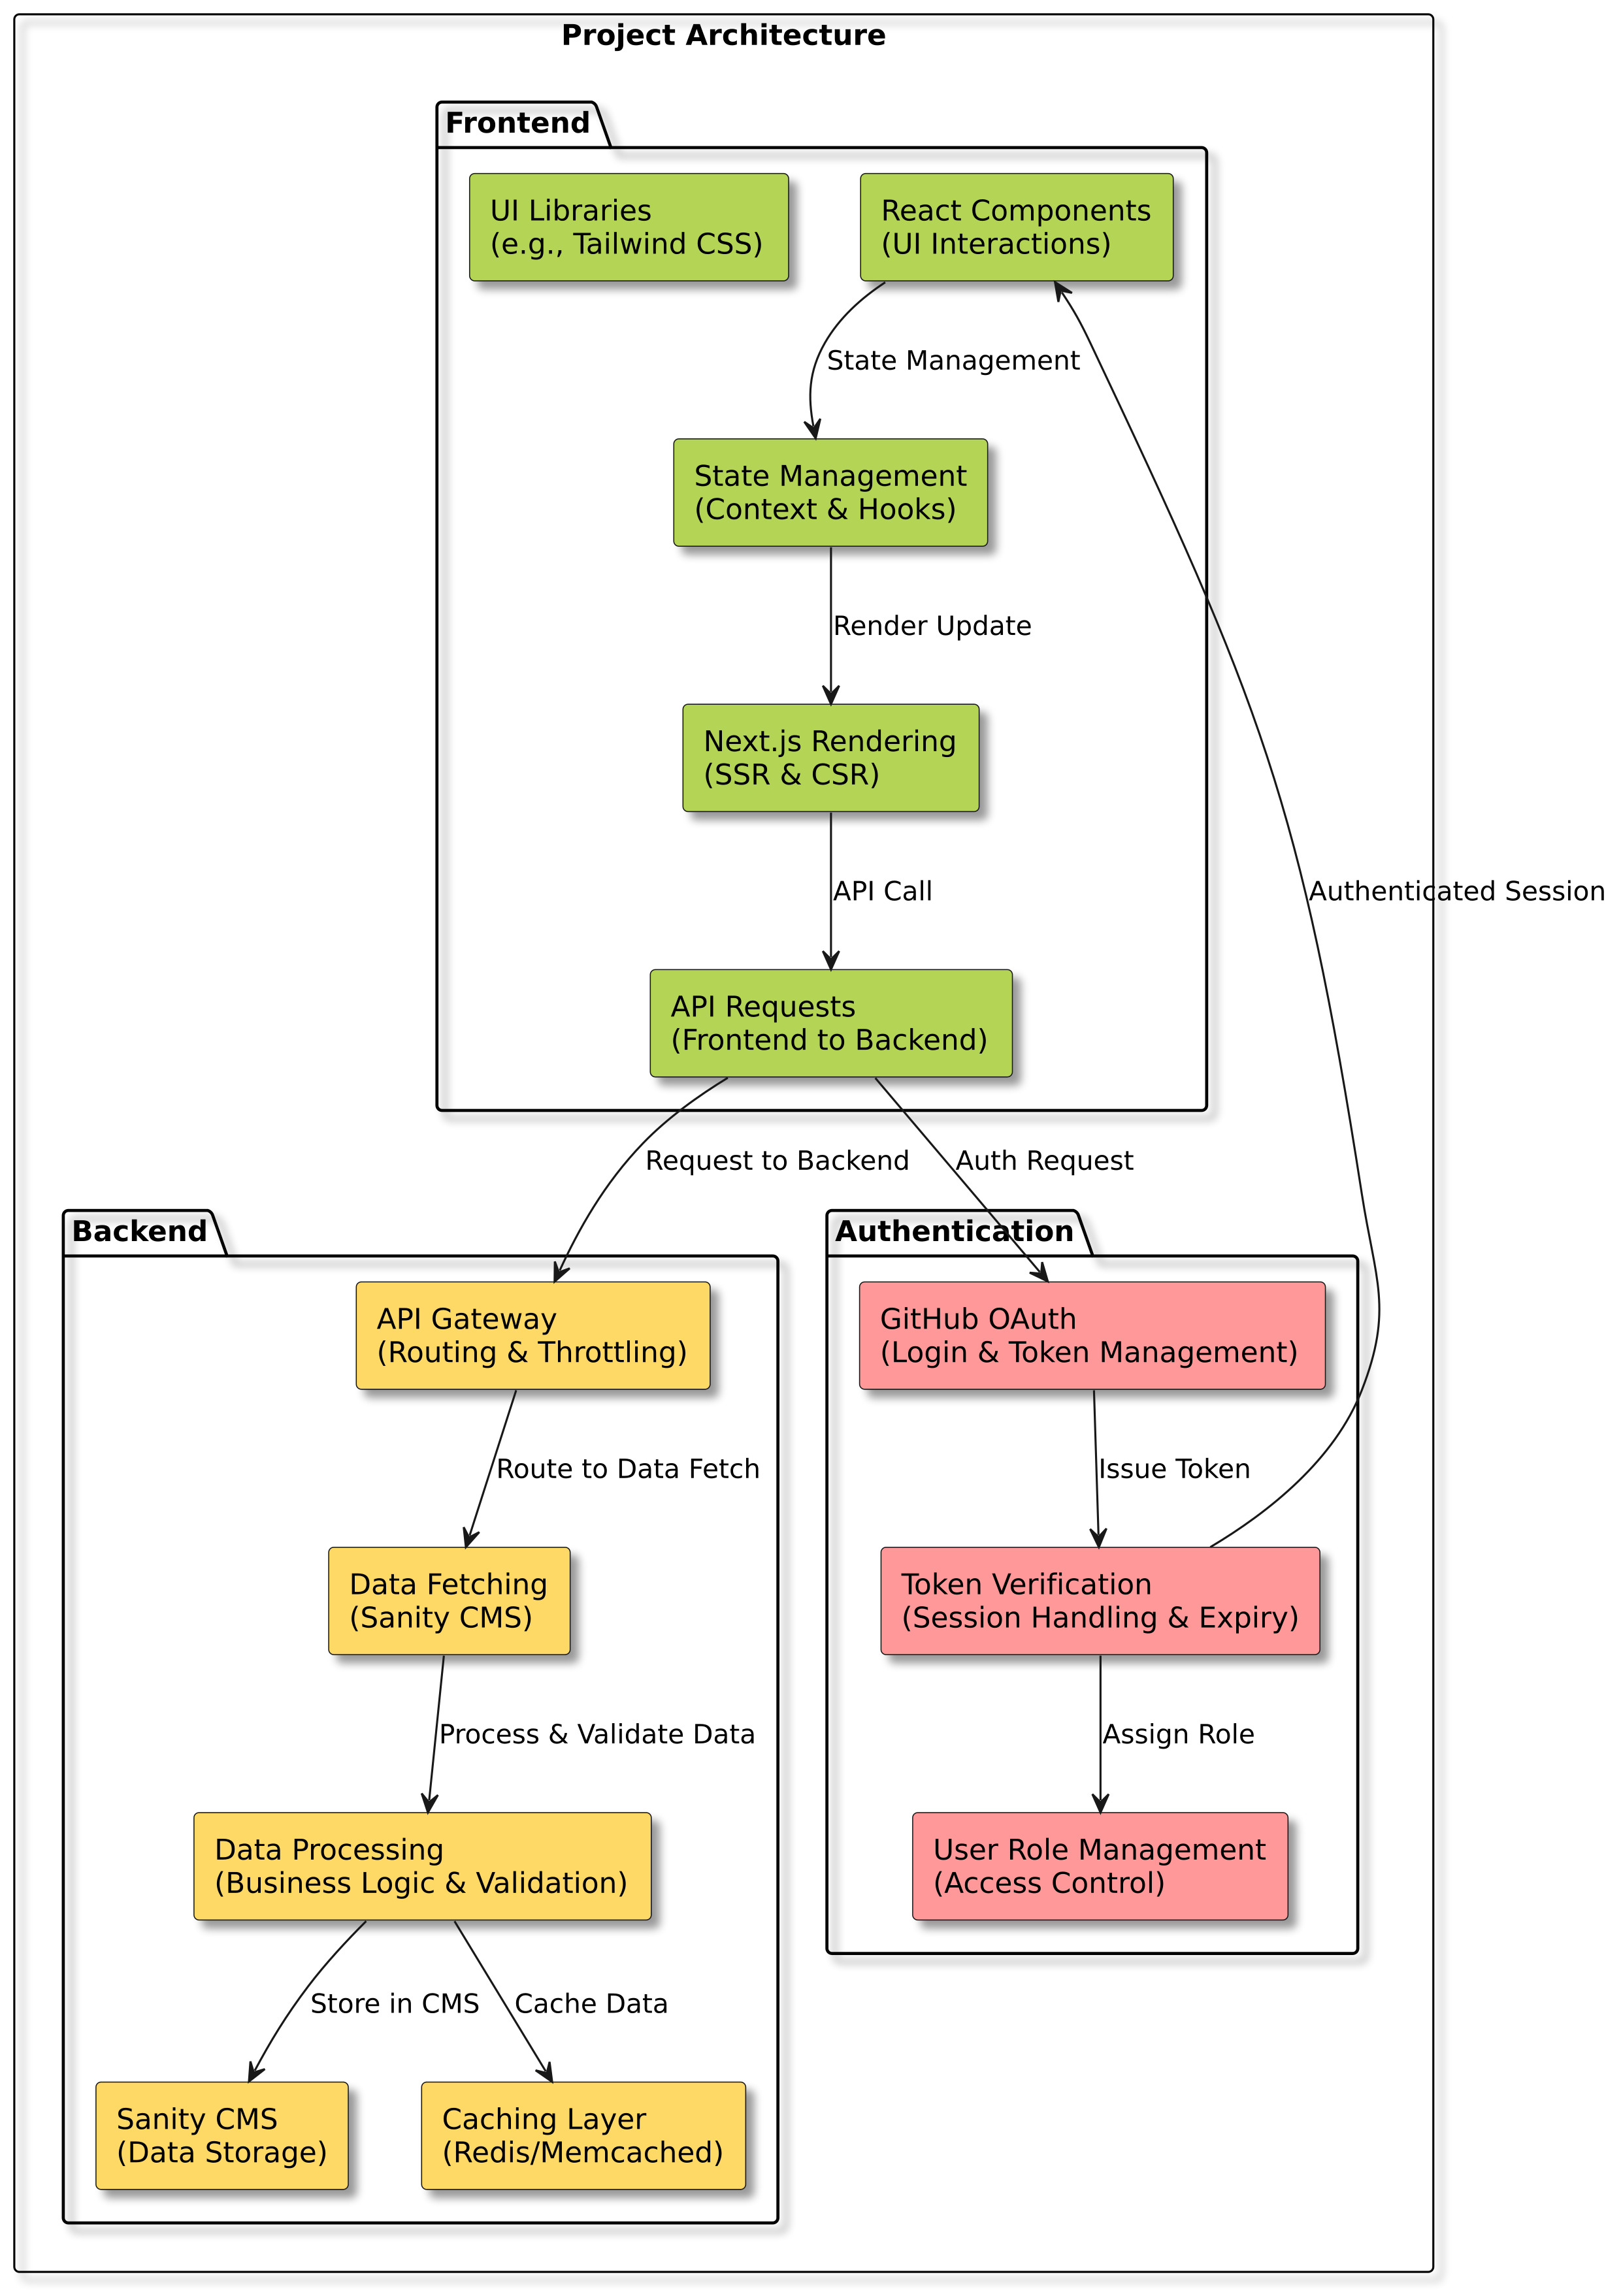 Project Architecture
Frontend
UI Libraries
(e.g., Tailwind CSS)
React Components
(UI Interactions)
State Management
State Management
(Context & Hooks)
Render Update
Next.js Rendering
(SSR & CSR)
API Call
Authenticated Session
API Requests
(Frontend to Backend)
Request to Backend
Auth Request
Backend
API Gateway
(Routing & Throttling)
Route to Data Fetch
Data Fetching
(Sanity CMS)
Process & Validate Data
Data Processing
(Business Logic & Validation)
Store in CMS
Cache Data
Sanity CMS
(Data Storage)
Caching Layer
(Redis/Memcached)
Authentication
GitHub OAuth
(Login & Token Management)
Issue Token
Token Verification
(Session Handling & Expiry)
Assign Role
User Role Management
(Access Control)